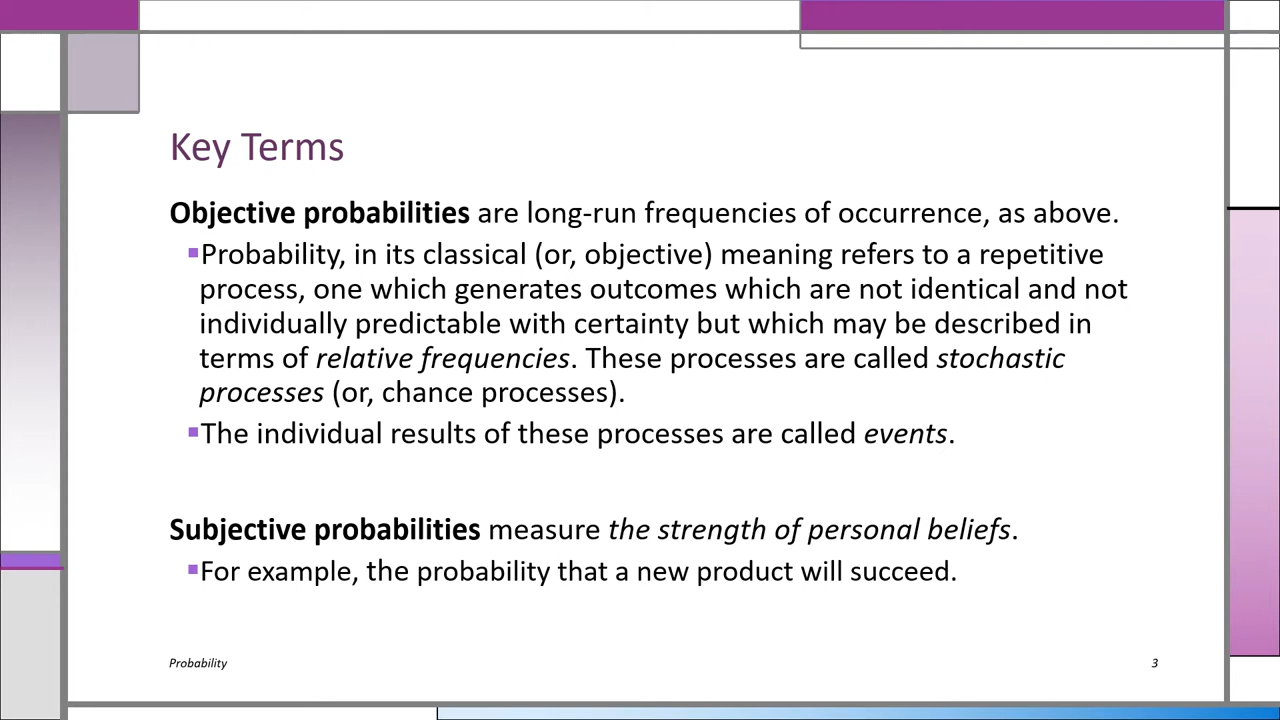 Key Terms
Objective probabilities are long-run frequencies of occurrence, as above.
▪Probability, in its classical (or, objective) meaning refers to a repetitive
process, one which generates outcomes which are not identical and not
individually predictable with certainty but which may be described in
terms of relative frequencies. These processes are called stochastic
processes (or, chance processes).
▪The individual results of these processes are called events.
Subjective probabilities measure the strength of personal beliefs.
▪For example, the probability that a new product will succeed.
Probability
3